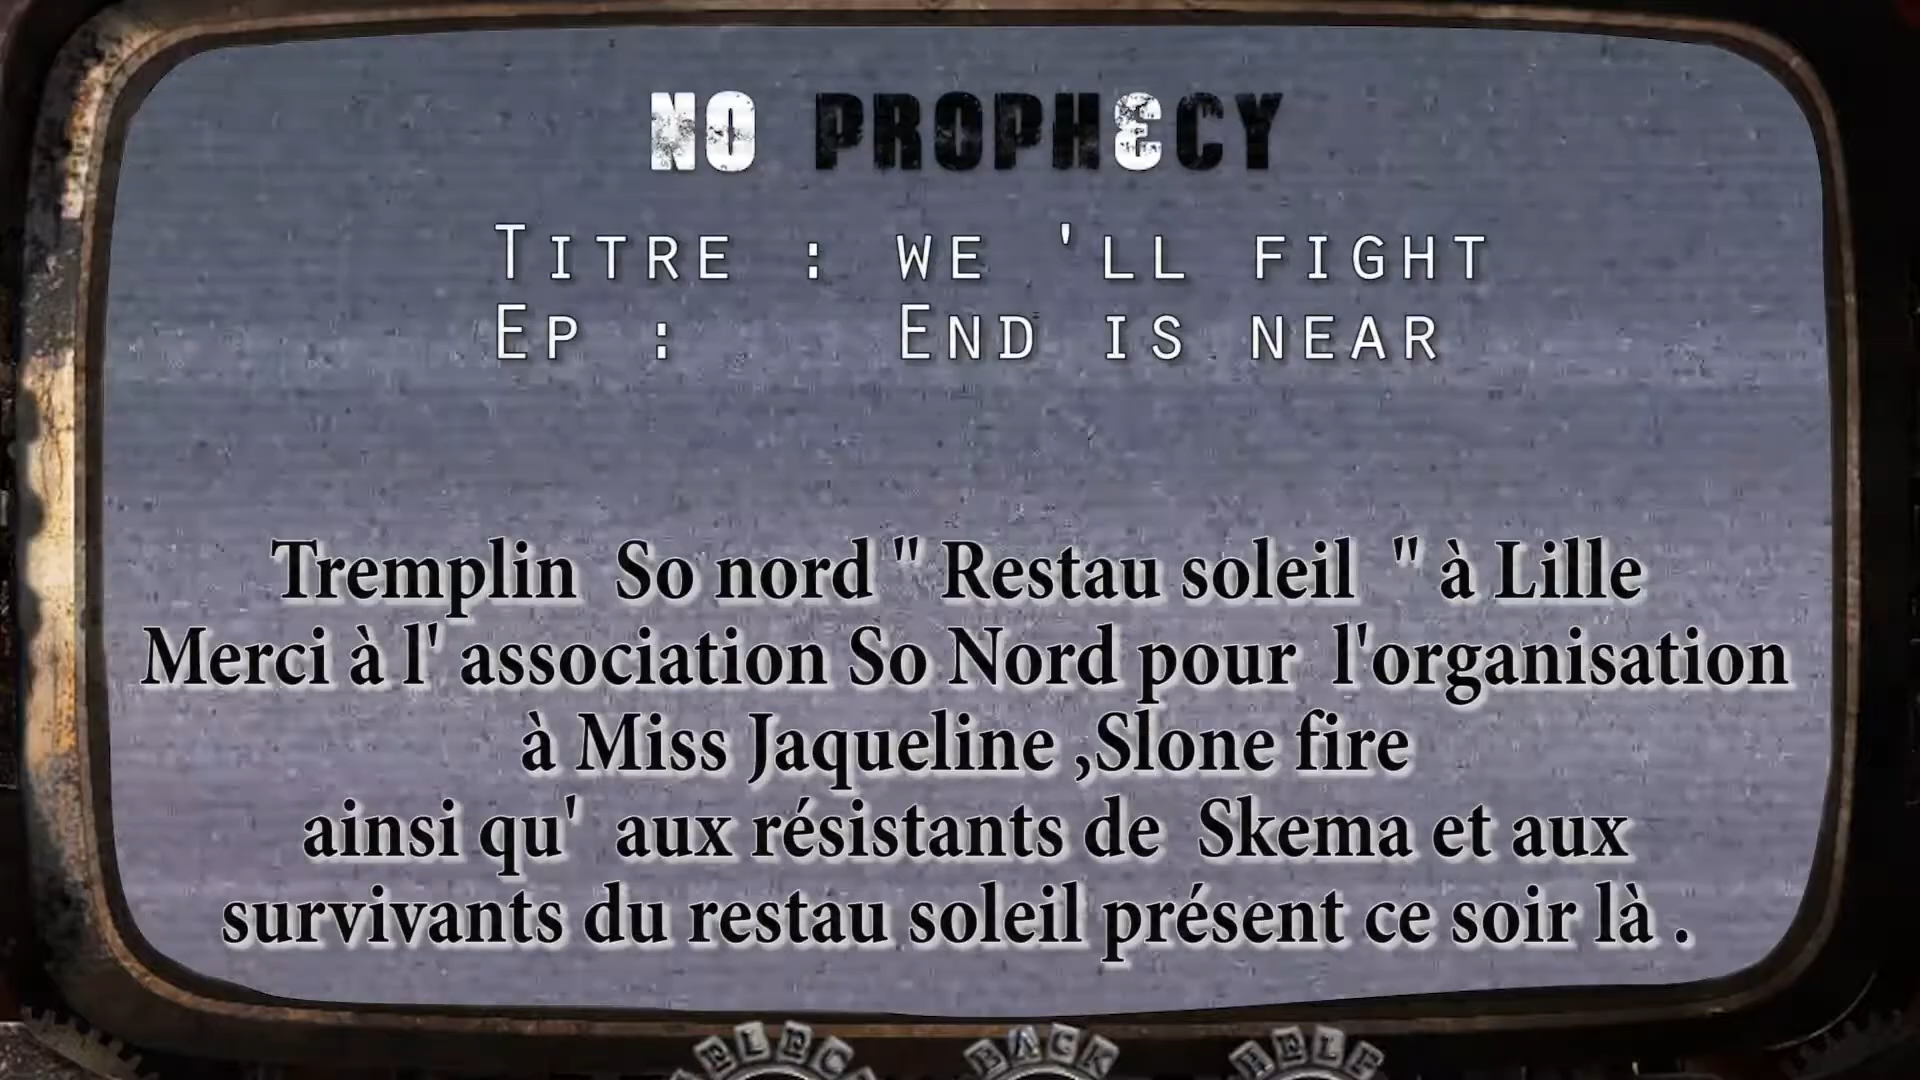 NO PROPHECY
TITRE : WE 'LL FIGHT
EP : END IS NEAR
Tremplin So nord " Restau soleil " à Lille
Merci à l' association So Nord pour l'organisation
à Miss Jaqueline ,Slone fire
ainsi qu' aux résistants de Skema et aux
survivants du restau soleil présent ce soir là .
BACK
HELP